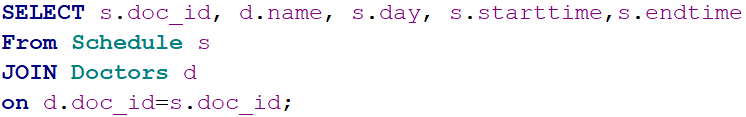 SELECT s.doc_id, d.name, s.day, s.starttime,s.endtime
From Schedule s
JOIN Doctors d
on d.doc_id=s.doc_id;